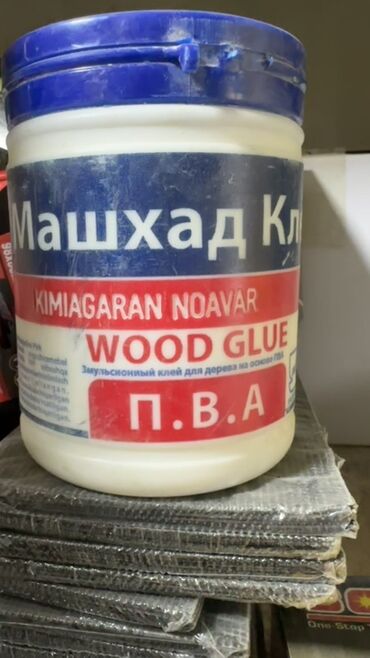 Машхад Кл
KIMIAGARAN NOAVAR
WOOD GLUE
Эмульсионный клей для дерева на основе ПВА
П.В.А
One-Stop